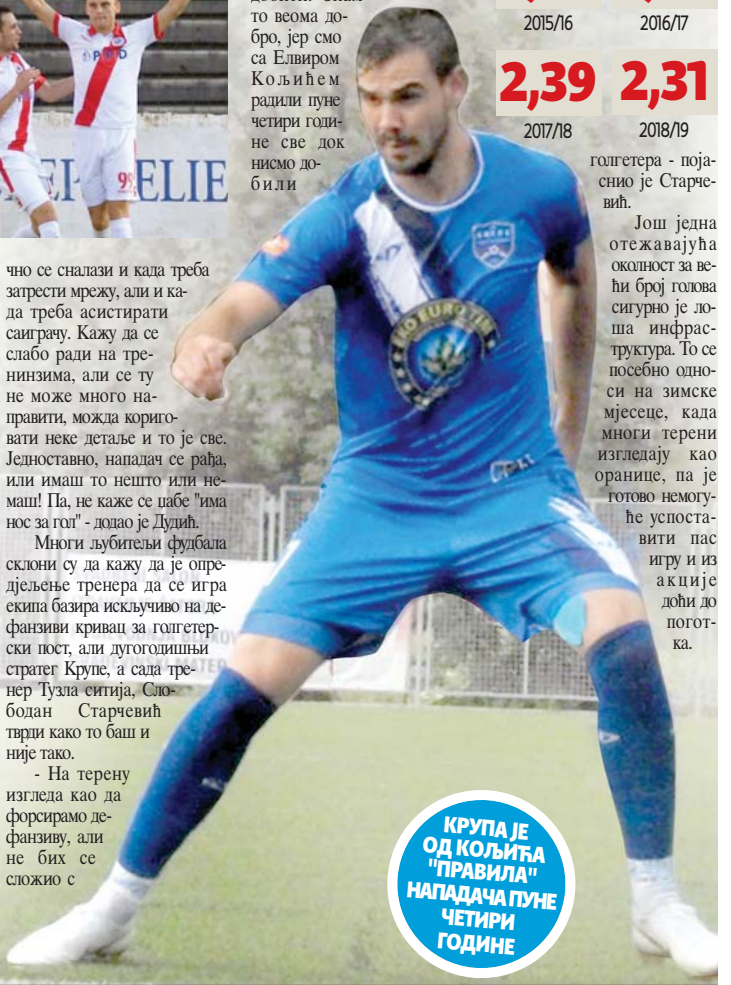 то веома до-
бро, јер смо
са Елвиром
Кољићем
радили пуне
четири годи-
не све док
нисмо до-
били
2015/16
2016/17
2,39
2,31
2017/18
2018/19
чно се сналази и када треба
затрести мрежу, али и ка-
да треба асистирати
саиграчу. Кажу да се
слабо ради на тре-
нинзима, али се ту
не може много на-
правити, можда кориго-
вати неке детаље и то је све.
Једноставно, нападач се рађа,
или имаш то нешто или не-
маш! Па, не каже се џабе "има
нос за гол" - додао је Дудић.
Многи љубитељи фудбала
склони су да кажу да је опре-
дјељење тренера да се игра
екипа базира искључиво на де-
фанзиви кривац за голгетер-
ски пост, али дугогодишњи
стратег Крупе, а сада тре-
нер Тузла ситија, Сло-
бодан Старчевић
тврди како то баш и
није тако.
- На терену
изгледа као да
форсирамо де-
фанзиву, али
не бих се
сложио с
голгетера - поја-
снио је Старче-
вић.
Још једна
отежавајућа
околност за ве-
ћи број голова
сигурно је ло-
ша инфрас-
труктура. То се
посебно одно-
си на зимске
мјесеце, када
многи терени
изгледају као
оранице, па је
готово немогу-
ће успоста-
вити пас
игру и из
акције
доћи до
погот-
ка.
EKO EURO TIM
КРУПА ЈЕ
ОД КОЉИЋА
"ПРАВИЛА"
НАПАДАЧА ПУНЕ
ЧЕТИРИ
ГОДИНЕ